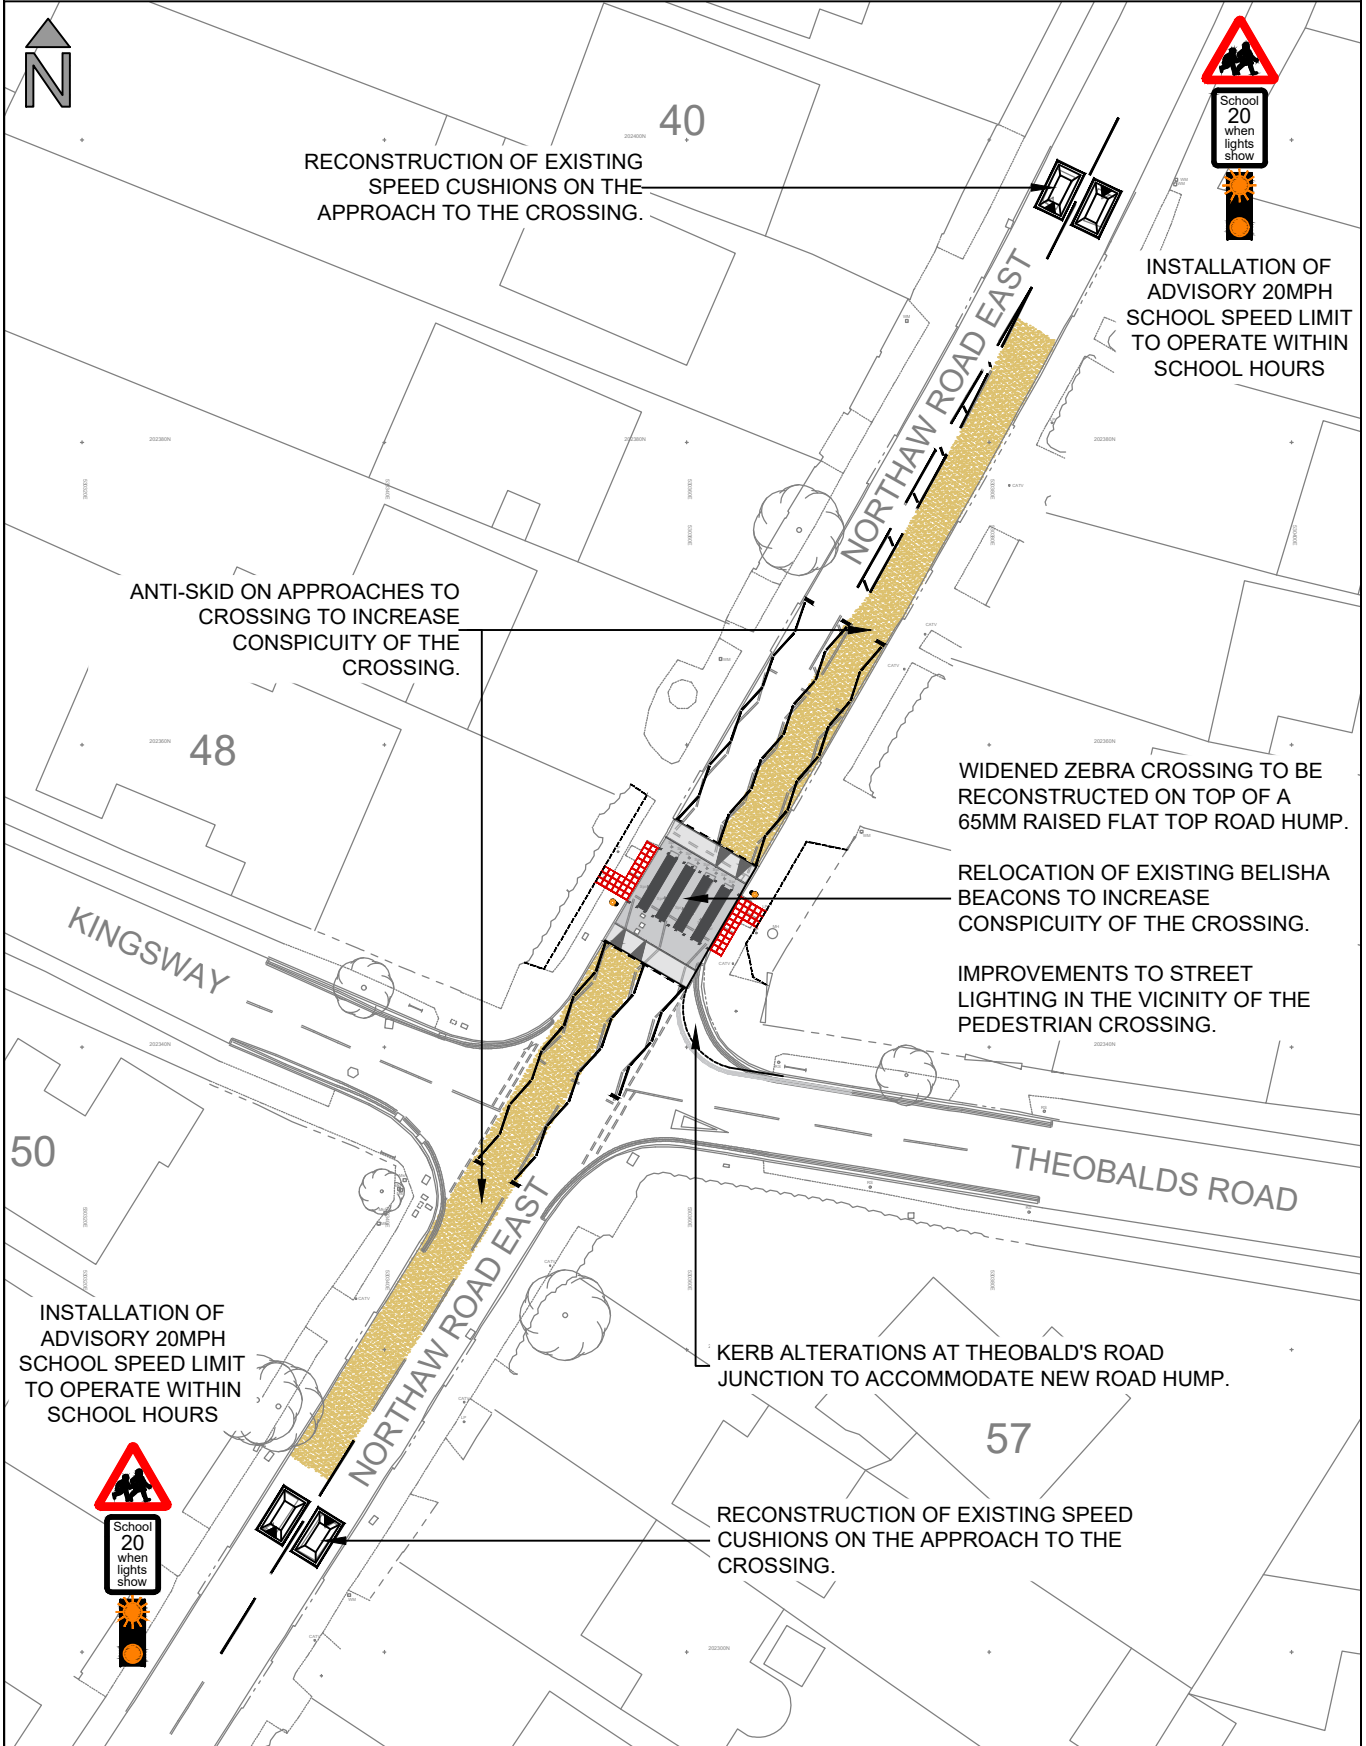 N
40
School
20
when
lights
show
RECONSTRUCTION OF EXISTING
SPEED CUSHIONS ON THE
APPROACH TO THE CROSSING.
INSTALLATION OF
ADVISORY 20MPH
SCHOOL SPEED LIMIT
TO OPERATE WITHIN
SCHOOL HOURS
NORTHAW ROAD EAST
ANTI-SKID ON APPROACHES TO
CROSSING TO INCREASE
CONSPICUITY OF THE
CROSSING.
48
WIDENED ZEBRA CROSSING TO BE
RECONSTRUCTED ON TOP OF A
65MM RAISED FLAT TOP ROAD HUMP.
RELOCATION OF EXISTING BELISHA
BEACONS TO INCREASE
CONSPICUITY OF THE CROSSING.
IMPROVEMENTS TO STREET
LIGHTING IN THE VICINITY OF THE
PEDESTRIAN CROSSING.
KINGSWAY
50
THEOBALDS ROAD
NORTHAW ROAD EAST
INSTALLATION OF
ADVISORY 20MPH
SCHOOL SPEED LIMIT
TO OPERATE WITHIN
SCHOOL HOURS
KERB ALTERATIONS AT THEOBALD'S ROAD
JUNCTION TO ACCOMMODATE NEW ROAD HUMP.
57
School
20
when
lights
show
RECONSTRUCTION OF EXISTING SPEED
CUSHIONS ON THE APPROACH TO THE
CROSSING.